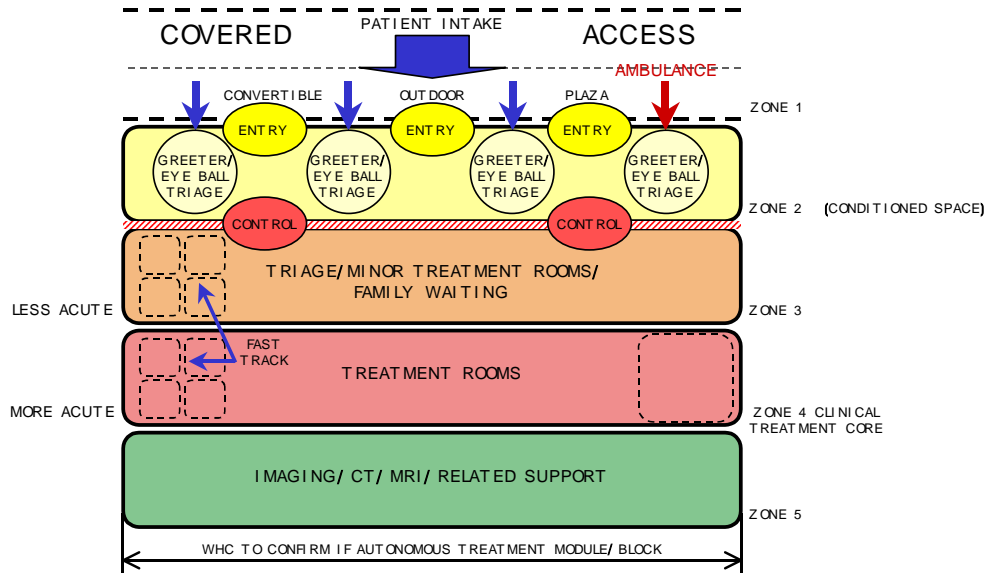 PATIENT INTAKE
COVERED
ACCESS
AMBULANCE
CONVERTIBLE
OUTDOOR
PLAZA
ZONE 1
ENTRY
ENTRY
ENTRY
GREETER/
EYE BALL
TRIAGE
GREETER/
EYE BALL
TRIAGE
GREETER/
EYE BALL
TRIAGE
GREETER/
EYE BALL
TRIAGE
ZONE 2 (CONDITIONED SPACE)
CONTROL
CONTROL
TRIAGE/MINOR TREATMENT ROOMS/
FAMILY WAITING
LESS ACUTE
ZONE 3
FAST
TRACK
TREATMENT ROOMS
MORE ACUTE
ZONE 4 CLINICAL
TREATMENT CORE
IMAGING/ CT/ MRI/ RELATED SUPPORT
ZONE 5
WHC TO CONFIRM IF AUTONOMOUS TREATMENT MODULE/ BLOCK